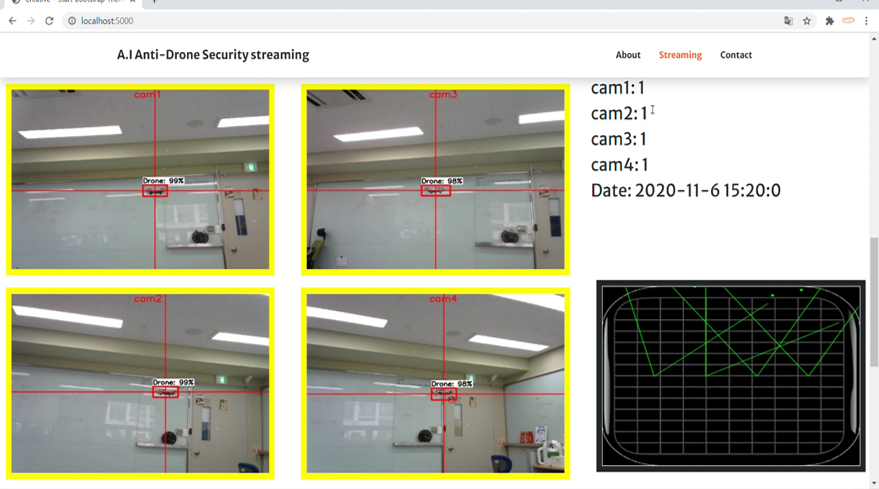 localhost:5000
A.I Anti-Drone Security streaming
About
Streaming
Contact
cam1
Drone: 99%
cam3
Drone: 98%
cam1: 1
cam2: 1
cam3: 1
cam4: 1
Date: 2020-11-6 15:20:0
cam2
Drone: 99%
cam4
Drone: 98%